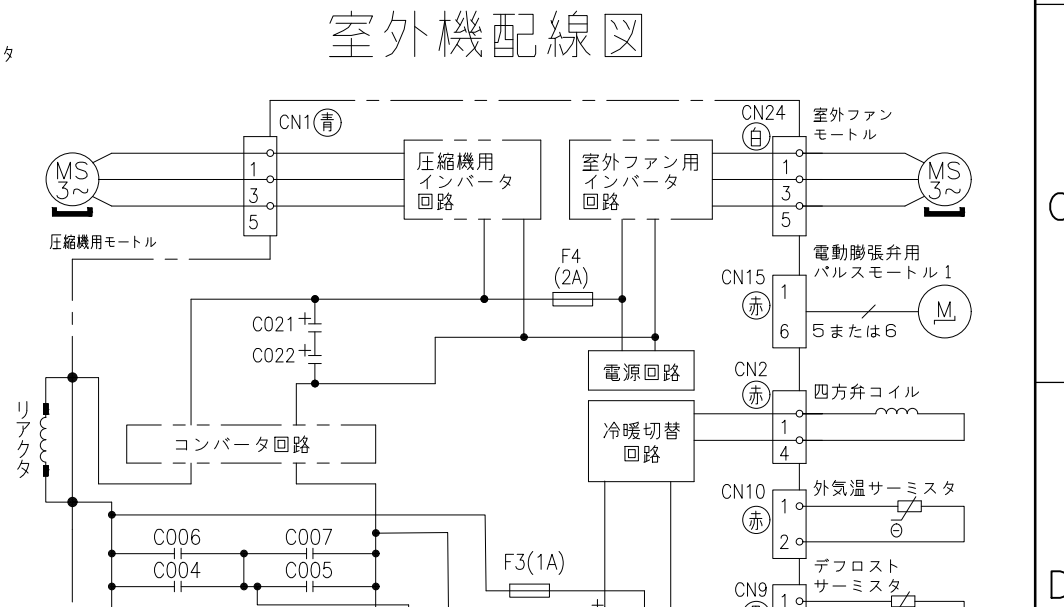 室外機配線図
タ
CN1 青
CN24
白
室外ファン
モートル
MS
3~
1
3
5
圧縮機用
インバータ
回路
室外ファン用
インバータ
回路
1
3
5
MS
3~
圧縮機用モートル
F4
(2A)
電動膨張弁用
パルスモートル1
CN15
赤
1
6
M
5または6
C021 +
C022 +
電源回路
CN2
赤
四方弁コイル
1
4
リアクタ
コンバータ回路
冷暖切替
回路
CN10
赤
外気温サーミスタ
1
2
θ
C006
C007
C004
C005
F3(1A)
+
デフロスト
サーミスタ
CN9
1